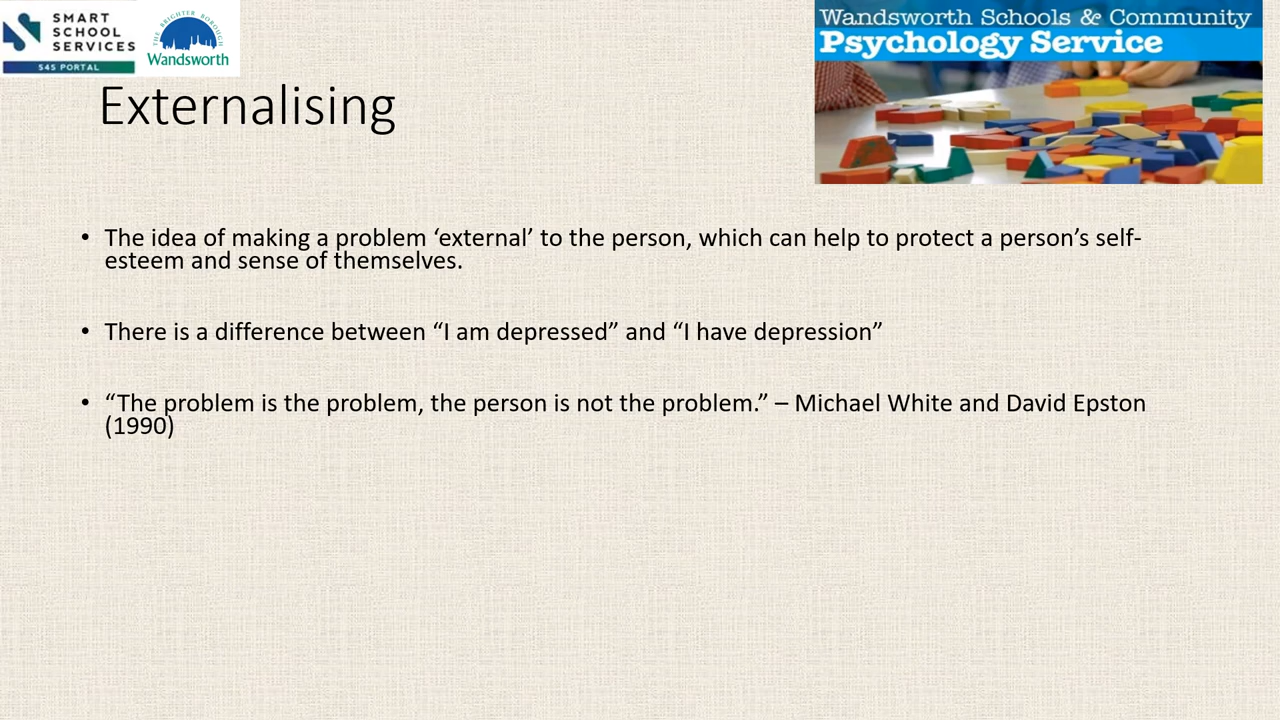 SMART
SCHOOL
SERVICES
S4S PORTAL
THE BRIGHTER BOROUGH
Wandsworth
Wandsworth Schools & Community
Psychology Service
Externalising
• The idea of making a problem ‘external’ to the person, which can help to protect a person’s self-
esteem and sense of themselves.
• There is a difference between “I am depressed” and “I have depression”
• “The problem is the problem, the person is not the problem.” – Michael White and David Epston
(1990)